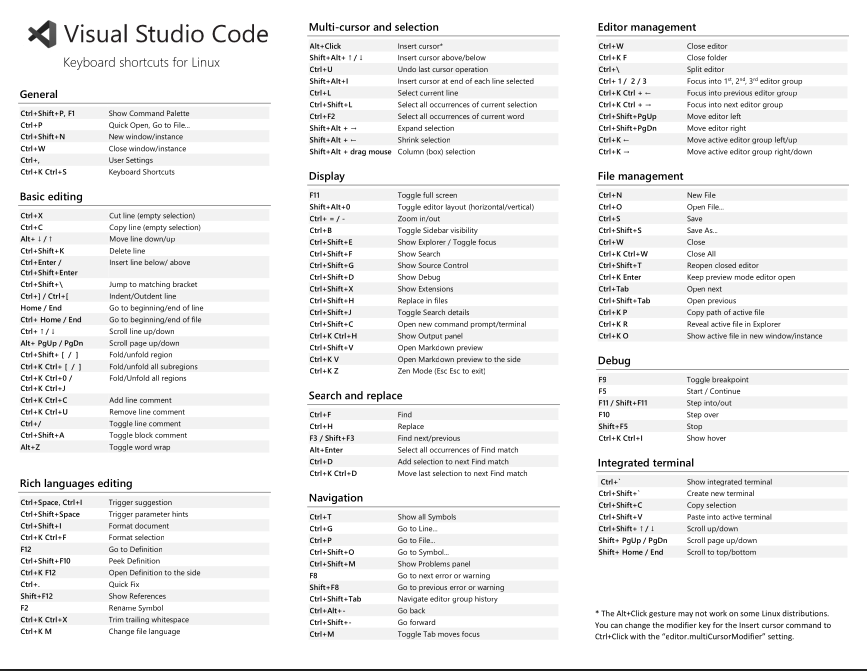 Visual Studio Code
Keyboard shortcuts for Linux
General
Ctrl+Shift+P, F1 Show Command Palette
Ctrl+P Quick Open, Go to File...
Ctrl+Shift+N New window/instance
Ctrl+W Close window/instance
Ctrl+, User Settings
Ctrl+K Ctrl+S Keyboard Shortcuts
Basic editing
Ctrl+X Cut line (empty selection)
Ctrl+C Copy line (empty selection)
Alt+ ↓ / ↑ Move line down/up
Ctrl+Shift+K Delete line
Ctrl+Enter / Insert line below/ above
Ctrl+Shift+Enter
Ctrl+Shift+\ Jump to matching bracket
Ctrl+] / Ctrl+[ Indent/Outdent line
Home / End Go to beginning/end of line
Ctrl+ Home / End Go to beginning/end of file
Ctrl+ ↑ / ↓ Scroll line up/down
Alt+ PgUp / PgDn Scroll page up/down
Ctrl+Shift+ [ / ] Fold/unfold region
Ctrl+K Ctrl+ [ / ] Fold/unfold all subregions
Ctrl+K Ctrl+0 / Fold/Unfold all regions
Ctrl+K Ctrl+J
Ctrl+K Ctrl+C Add line comment
Ctrl+K Ctrl+U Remove line comment
Ctrl+/ Toggle line comment
Ctrl+Shift+A Toggle block comment
Alt+Z Toggle word wrap
Rich languages editing
Ctrl+Space, Ctrl+I Trigger suggestion
Ctrl+Shift+Space Trigger parameter hints
Ctrl+Shift+I Format document
Ctrl+K Ctrl+F Format selection
F12 Go to Definition
Ctrl+Shift+F10 Peek Definition
Ctrl+K F12 Open Definition to the side
Ctrl+. Quick Fix
Shift+F12 Show References
F2 Rename Symbol
Ctrl+K Ctrl+X Trim trailing whitespace
Ctrl+K M Change file language
Multi-cursor and selection
Alt+Click Insert cursor*
Shift+Alt+ ↑ / ↓ Insert cursor above/below
Ctrl+U Undo last cursor operation
Shift+Alt+I Insert cursor at end of each line selected
Ctrl+L Select current line
Ctrl+Shift+L Select all occurrences of current selection
Ctrl+F2 Select all occurrences of current word
Shift+Alt + → Expand selection
Shift+Alt + ← Shrink selection
Shift+Alt + drag mouse Column (box) selection
Display
F11 Toggle full screen
Shift+Alt+0 Toggle editor layout (horizontal/vertical)
Ctrl+ = / - Zoom in/out
Ctrl+B Toggle Sidebar visibility
Ctrl+Shift+E Show Explorer / Toggle focus
Ctrl+Shift+F Show Search
Ctrl+Shift+G Show Source Control
Ctrl+Shift+D Show Debug
Ctrl+Shift+X Show Extensions
Ctrl+Shift+H Replace in files
Ctrl+Shift+J Toggle Search details
Ctrl+Shift+C Open new command prompt/terminal
Ctrl+K Ctrl+H Show Output panel
Ctrl+Shift+V Open Markdown preview
Ctrl+K V Open Markdown preview to the side
Ctrl+K Z Zen Mode (Esc Esc to exit)
Search and replace
Ctrl+F Find
Ctrl+H Replace
F3 / Shift+F3 Find next/previous
Alt+Enter Select all occurrences of Find match
Ctrl+D Add selection to next Find match
Ctrl+K Ctrl+D Move last selection to next Find match
Navigation
Ctrl+T Show all Symbols
Ctrl+G Go to Line...
Ctrl+P Go to File...
Ctrl+Shift+O Go to Symbol...
Ctrl+Shift+M Show Problems panel
F8 Go to next error or warning
Shift+F8 Go to previous error or warning
Ctrl+Shift+Tab Navigate editor group history
Ctrl+Alt+- Go back
Ctrl+Shift+- Go forward
Ctrl+M Toggle Tab moves focus
Editor management
Ctrl+W Close editor
Ctrl+K F Close folder
Ctrl+\ Split editor
Ctrl+ 1 / 2 / 3 Focus into 1st, 2nd, 3rd editor group
Ctrl+K Ctrl + ← Focus into previous editor group
Ctrl+K Ctrl + → Focus into next editor group
Ctrl+Shift+PgUp Move editor left
Ctrl+Shift+PgDn Move editor right
Ctrl+K ← Move active editor group left/up
Ctrl+K → Move active editor group right/down
File management
Ctrl+N New File
Ctrl+O Open File...
Ctrl+S Save
Ctrl+Shift+S Save As...
Ctrl+W Close
Ctrl+K Ctrl+W Close All
Ctrl+Shift+T Reopen closed editor
Ctrl+K Enter Keep preview mode editor open
Ctrl+Tab Open next
Ctrl+Shift+Tab Open previous
Ctrl+K P Copy path of active file
Ctrl+K R Reveal active file in Explorer
Ctrl+K O Show active file in new window/instance
Debug
F9 Toggle breakpoint
F5 Start / Continue
F11 / Shift+F11 Step into/out
F10 Step over
Shift+F5 Stop
Ctrl+K Ctrl+I Show hover
Integrated terminal
Ctrl+` Show integrated terminal
Ctrl+Shift+` Create new terminal
Ctrl+Shift+C Copy selection
Ctrl+Shift+V Paste into active terminal
Ctrl+Shift+ ↑ / ↓ Scroll up/down
Shift+ PgUp / PgDn Scroll page up/down
Shift+ Home / End Scroll to top/bottom
* The Alt+Click gesture may not work on some Linux distributions.
You can change the modifier key for the Insert cursor command to
Ctrl+Click with the “editor.multiCursorModifier” setting.